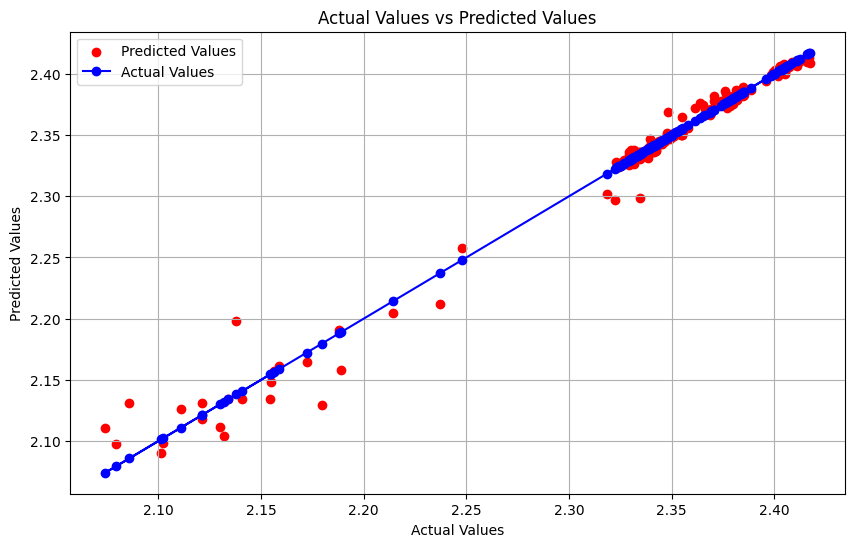 Actual Values vs Predicted Values
Predicted Values
Actual Values
Predicted Values
2.40
2.35
2.30
2.25
2.20
2.15
2.10
2.10 2.15 2.20 2.25 2.30 2.35 2.40
Actual Values